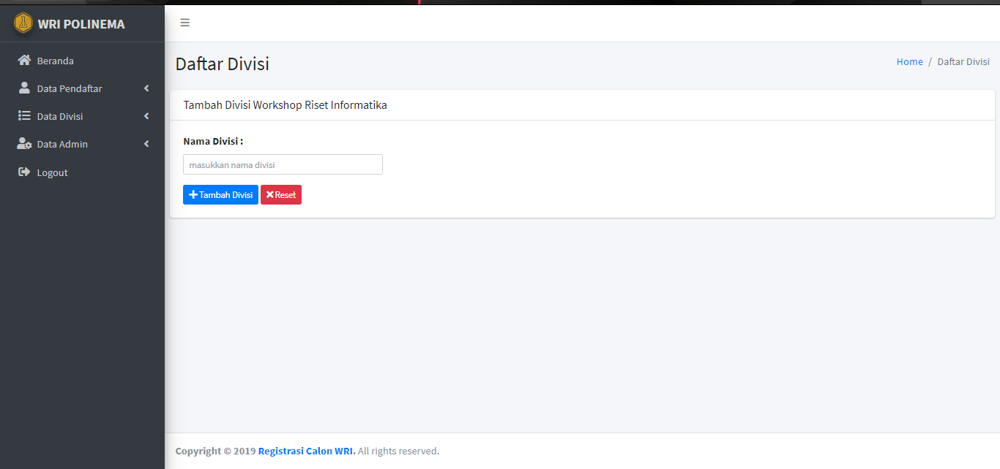 WRI POLINEMA
Beranda
Data Pendaftar
Data Divisi
Data Admin
Logout
Daftar Divisi
Home / Daftar Divisi
Tambah Divisi Workshop Riset Informatika
Nama Divisi :
masukkan nama divisi
Tambah Divisi Reset
Copyright © 2019 Registrasi Calon WRI. All rights reserved.